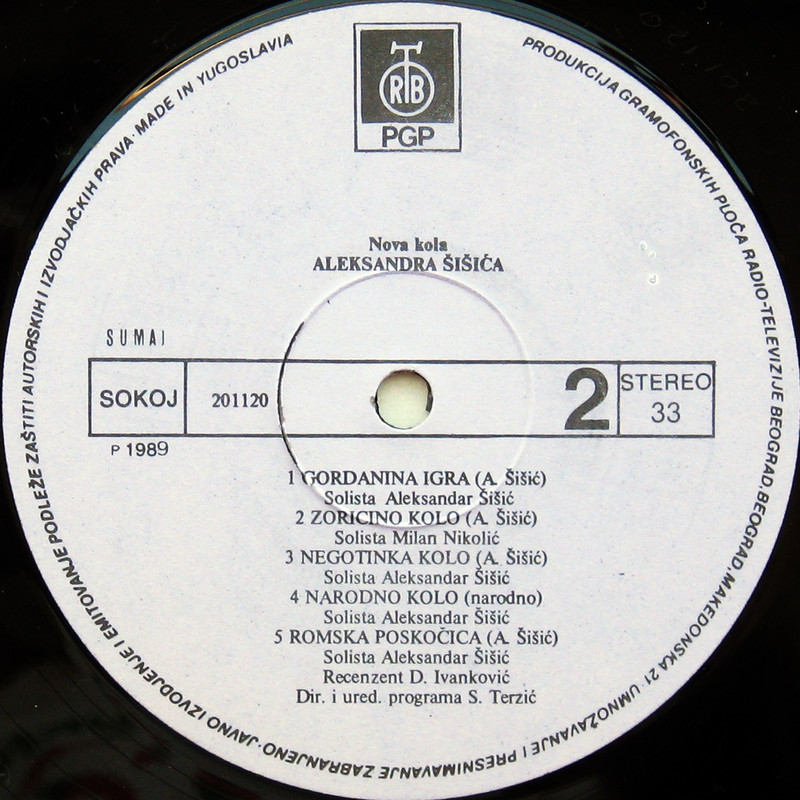 RTB
PGP
PRODUKCIJA GRAMOFONSKIH PLOČA RADIO-TELEVIZIJE BEOGRAD, BEOGRAD, MAKEDONSKA 21 · UMNOŽAVANJE I PRESNIMAVANJE ZABRANJENO · JAVNO IZVODJENJE I EMITOVANJE PODLEŽE ZAŠTITI AUTORSKIH I IZVODJAČKIH PRAVA · MADE IN YUGOSLAVIA
Nova kola
ALEKSANDRA ŠIŠIĆA
SUMAJ
SOKOJ 201120 2 STEREO
33
P 1989
1 GORDANINA IGRA (A. Šišić)
Solista Aleksandar Šišić
2 ZORICINO KOLO (A. Šišić)
Solista Milan Nikolić
3 NEGOTINKA KOLO (A. Šišić)
Solista Aleksandar Šišić
4 NARODNO KOLO (narodno)
Solista Aleksandar Šišić
5 ROMSKA POSKOČICA (A. Šišić)
Solista Aleksandar Šišić
Recenzent D. Ivanković
Dir. i ured. programa S. Terzić